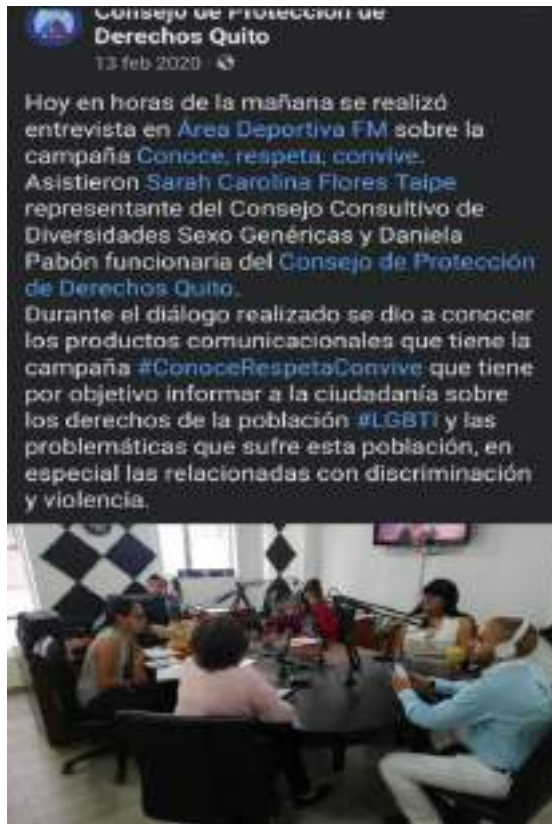 Consejo de Protección de
Derechos Quito
13 feb 2020
Hoy en horas de la mañana se realizó
entrevista en Área Deportiva FM sobre la
campaña Conoce, respeta, convive.
Asistieron Sarah Carolina Flores Taipe
representante del Consejo Consultivo de
Diversidades Sexo Genéricas y Daniela
Pabón funcionaria del Consejo de Protección
de Derechos Quito.
Durante el diálogo realizado se dio a conocer
los productos comunicacionales que tiene la
campaña #ConoceRespetaConvive que tiene
por objetivo informar a la ciudadanía sobre
los derechos de la población #LGBTI y las
problemáticas que sufre esta población, en
especial las relacionadas con discriminación
y violencia.